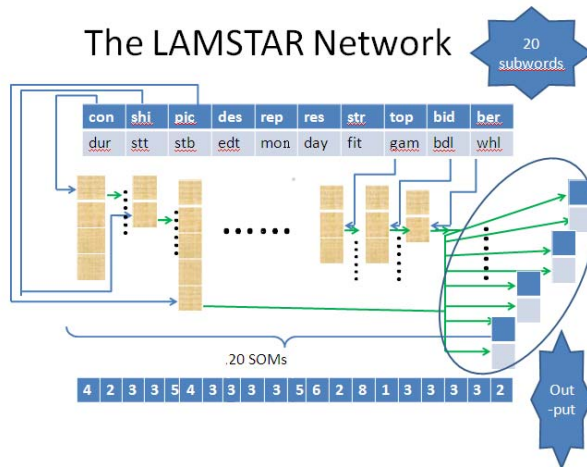 The LAMSTAR Network
20
subwords
con shi pic des rep res str top bid ber
dur stt stb edt mon day fit gam bdl whl
.20 SOMs
4 2 3 3 5 4 3 3 3 3 5 6 2 8 1 3 3 3 3 2
Out
-put